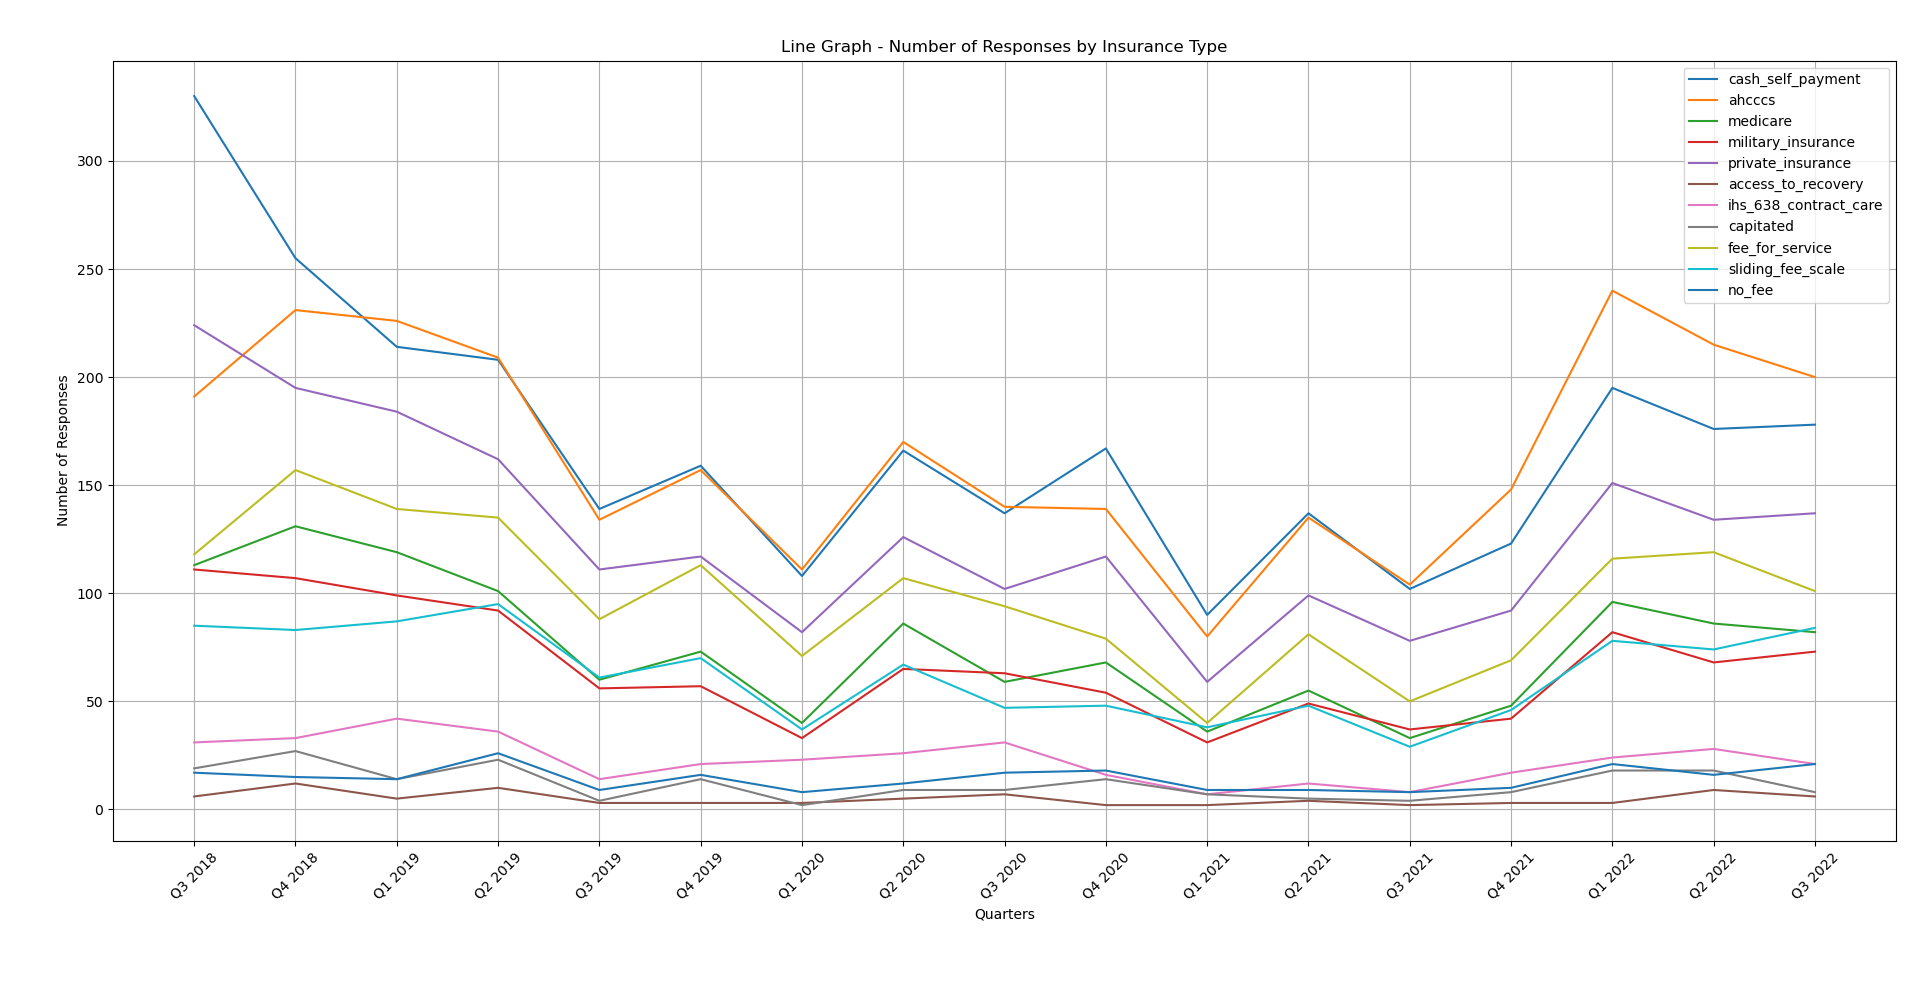 Line Graph - Number of Responses by Insurance Type
cash_self_payment
ahcccs
medicare
military_insurance
private_insurance
access_to_recovery
ihs_638_contract_care
capitated
fee_for_service
sliding_fee_scale
no_fee
Number of Responses
300
250
200
150
100
50
0
Q3 2018
Q4 2018
Q1 2019
Q2 2019
Q3 2019
Q4 2019
Q1 2020
Q2 2020
Q3 2020
Q4 2020
Q1 2021
Q2 2021
Q3 2021
Q4 2021
Q1 2022
Q2 2022
Q3 2022
Quarters